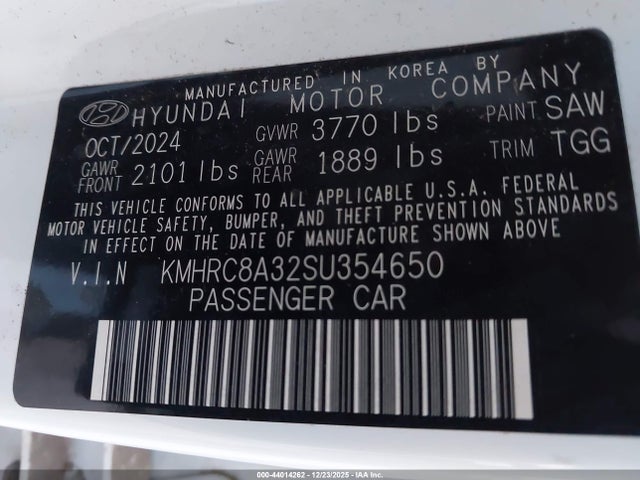 MANUFACTURED IN KOREA BY
HYUNDAI MOTOR COMPANY
OCT/2024 GVWR 3770 lbs PAINT SAW
GAWR FRONT 2101 lbs GAWR REAR 1889 lbs TRIM TGG
THIS VEHICLE CONFORMS TO ALL APPLICABLE U.S.A. FEDERAL
MOTOR VEHICLE SAFETY, BUMPER, AND THEFT PREVENTION STANDARDS
IN EFFECT ON THE DATE OF MANUFACTURE SHOWN ABOVE
V.I.N KMHRC8A32SU354650
PASSENGER CAR
000-44014262 - 12/23/2025 - IAA